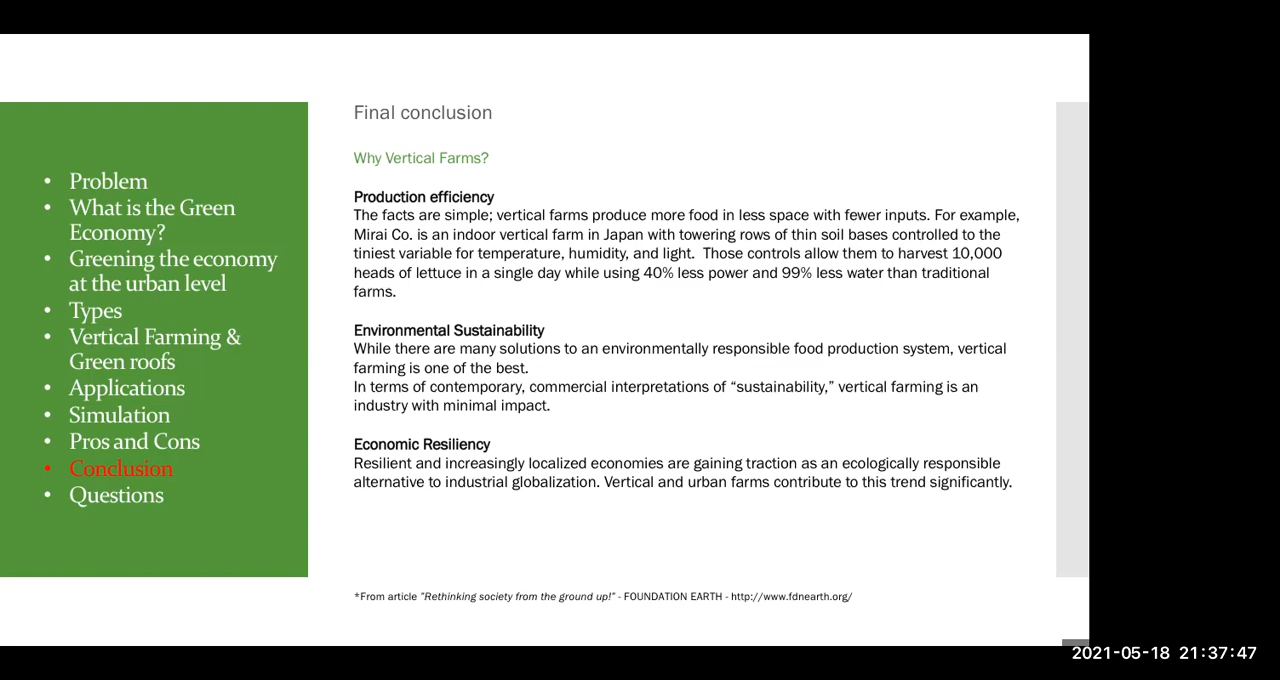 • Problem
• What is the Green
Economy?
• Greening the economy
at the urban level
• Types
• Vertical Farming &
Green roofs
• Applications
• Simulation
• Pros and Cons
• Conclusion
• Questions
Final conclusion
Why Vertical Farms?
Production efficiency
The facts are simple; vertical farms produce more food in less space with fewer inputs. For example,
Mirai Co. is an indoor vertical farm in Japan with towering rows of thin soil bases controlled to the
tiniest variable for temperature, humidity, and light.  Those controls allow them to harvest 10,000
heads of lettuce in a single day while using 40% less power and 99% less water than traditional
farms.
Environmental Sustainability
While there are many solutions to an environmentally responsible food production system, vertical
farming is one of the best.
In terms of contemporary, commercial interpretations of “sustainability,” vertical farming is an
industry with minimal impact.
Economic Resiliency
Resilient and increasingly localized economies are gaining traction as an ecologically responsible
alternative to industrial globalization. Vertical and urban farms contribute to this trend significantly.
*From article "Rethinking society from the ground up!" - FOUNDATION EARTH - http://www.fdnearth.org/
2021-05-18 21:37:47